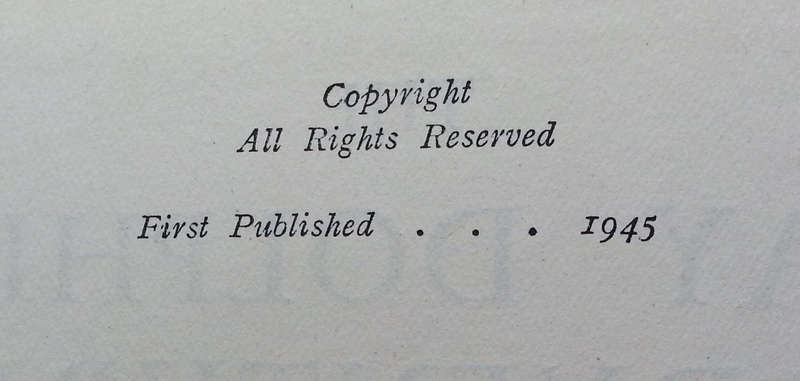 Copyright
All Rights Reserved
First Published . . . 1945